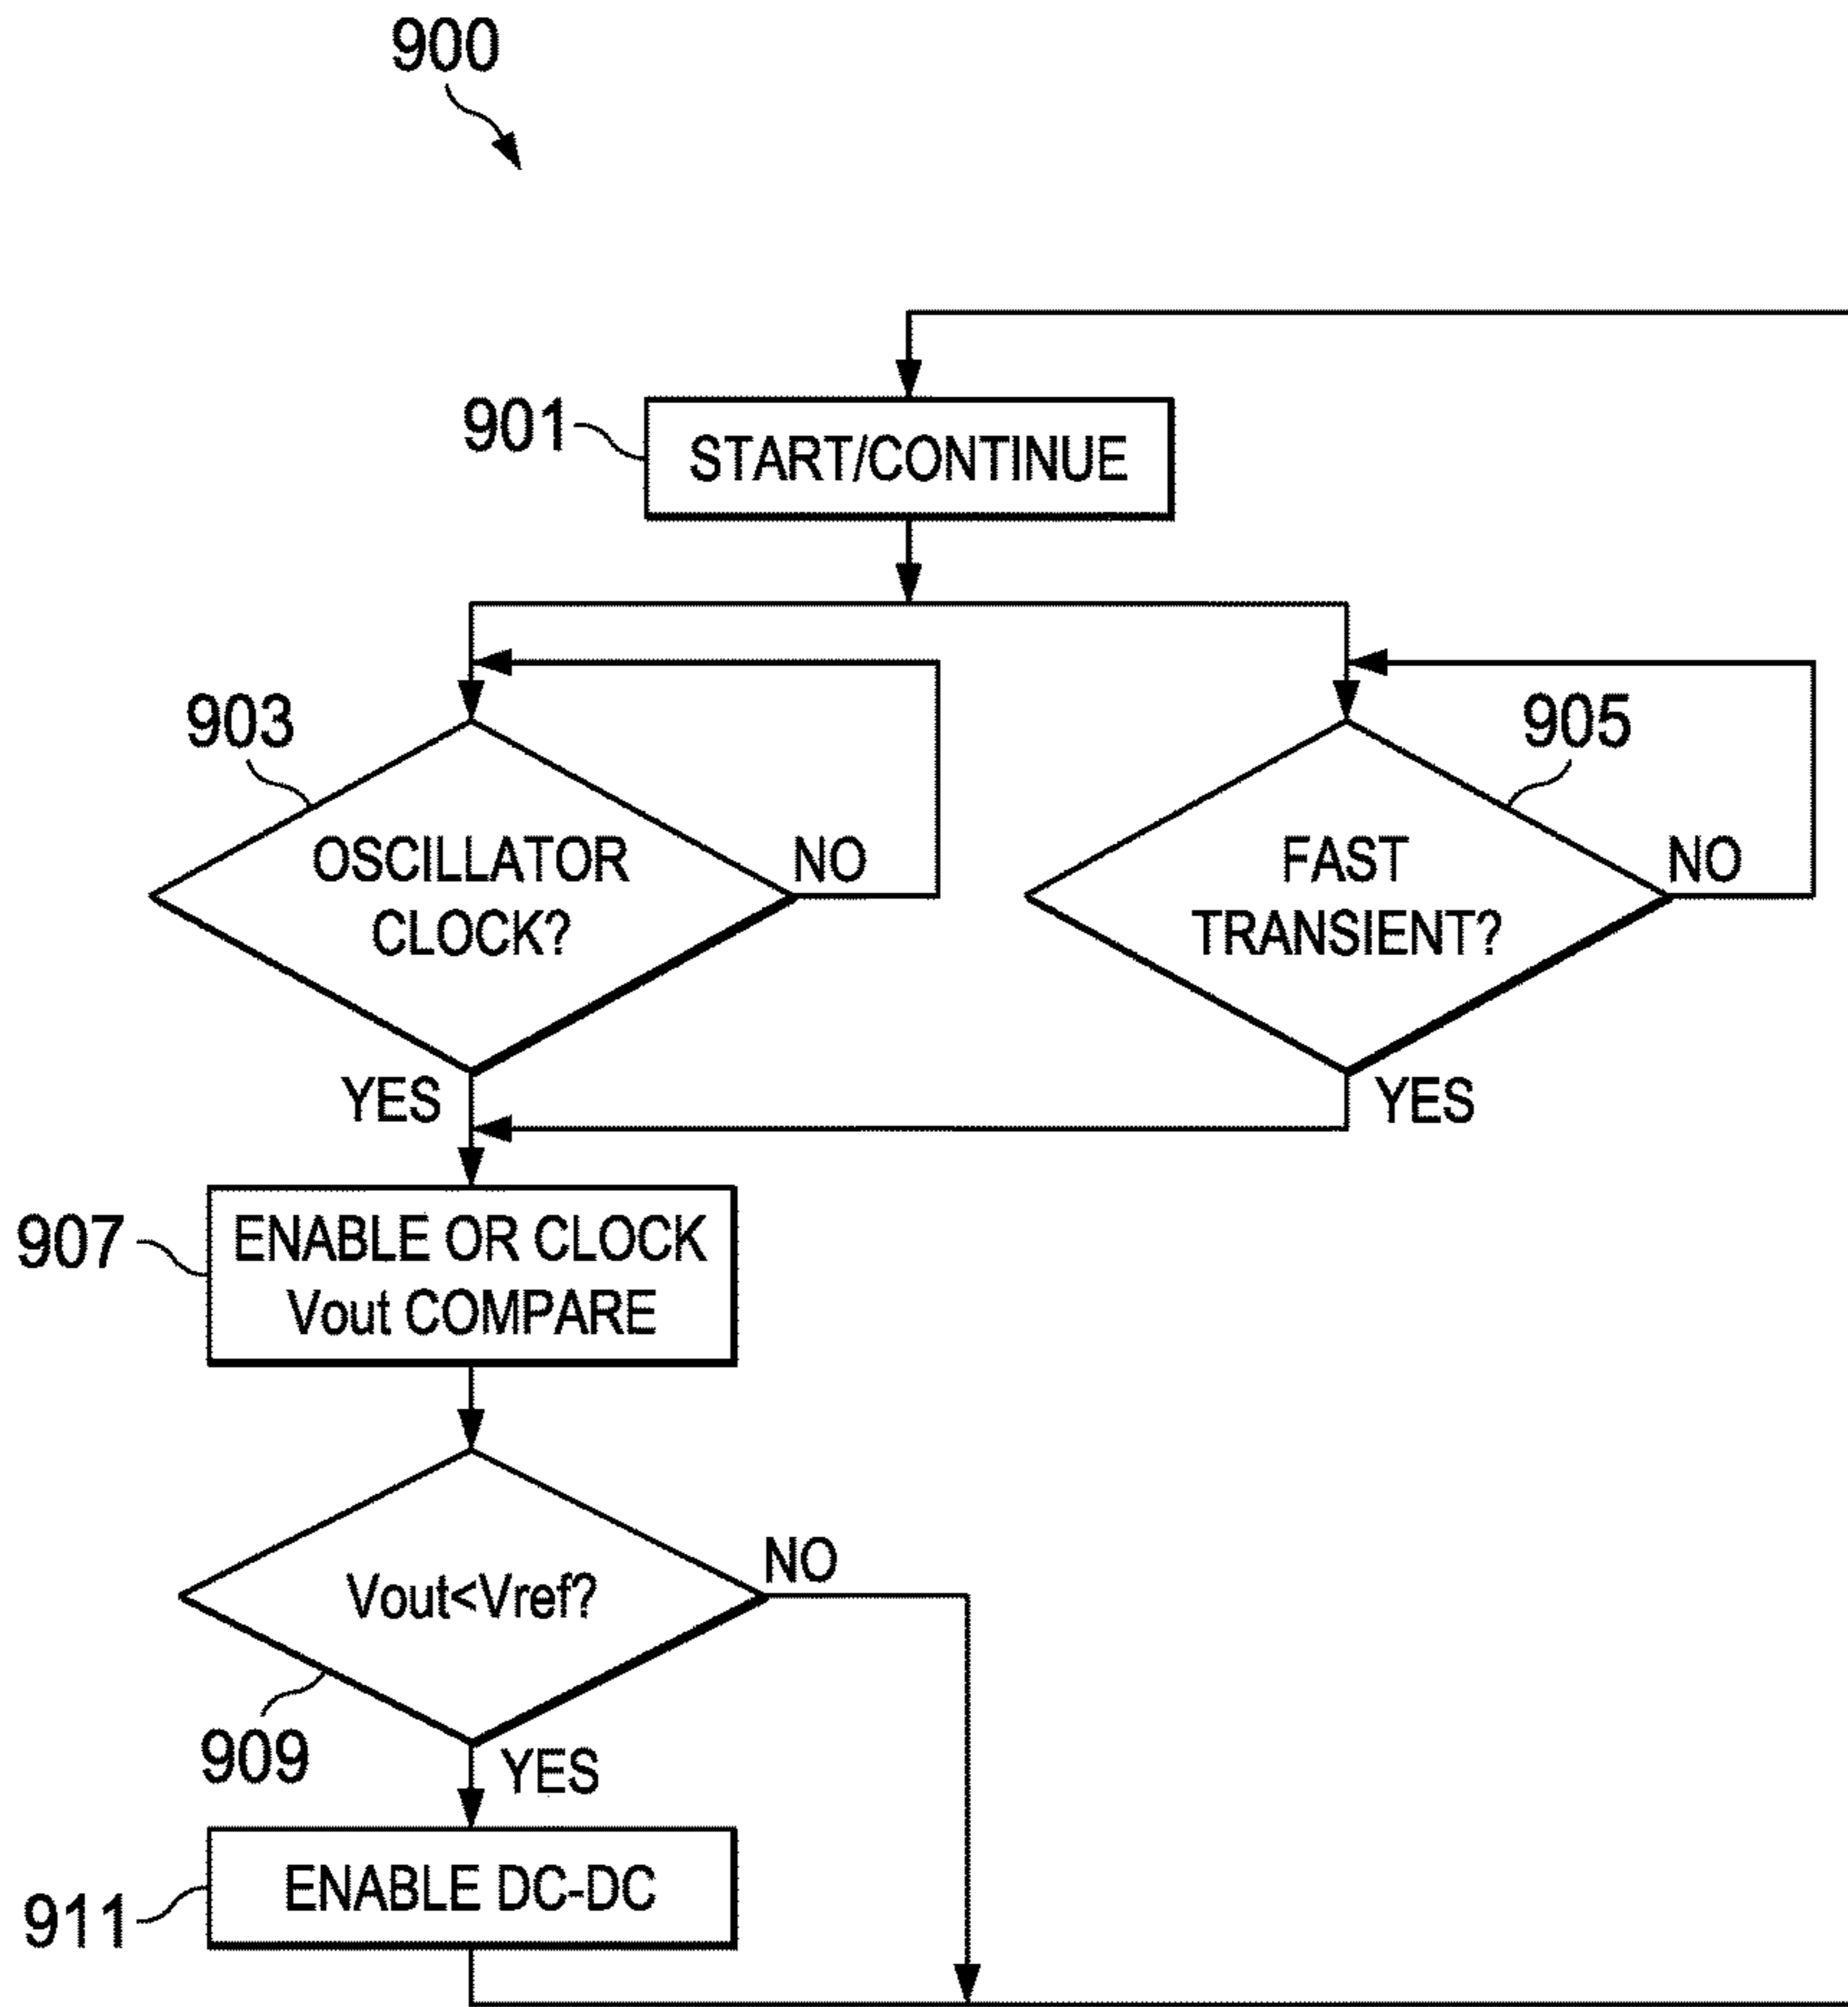 900
901
START/CONTINUE
903
905
OSCILLATOR
CLOCK?
NO
FAST
TRANSIENT?
NO
YES
YES
907
ENABLE OR CLOCK
Vout COMPARE
Vout<Vref?
NO
909
YES
911
ENABLE DC-DC